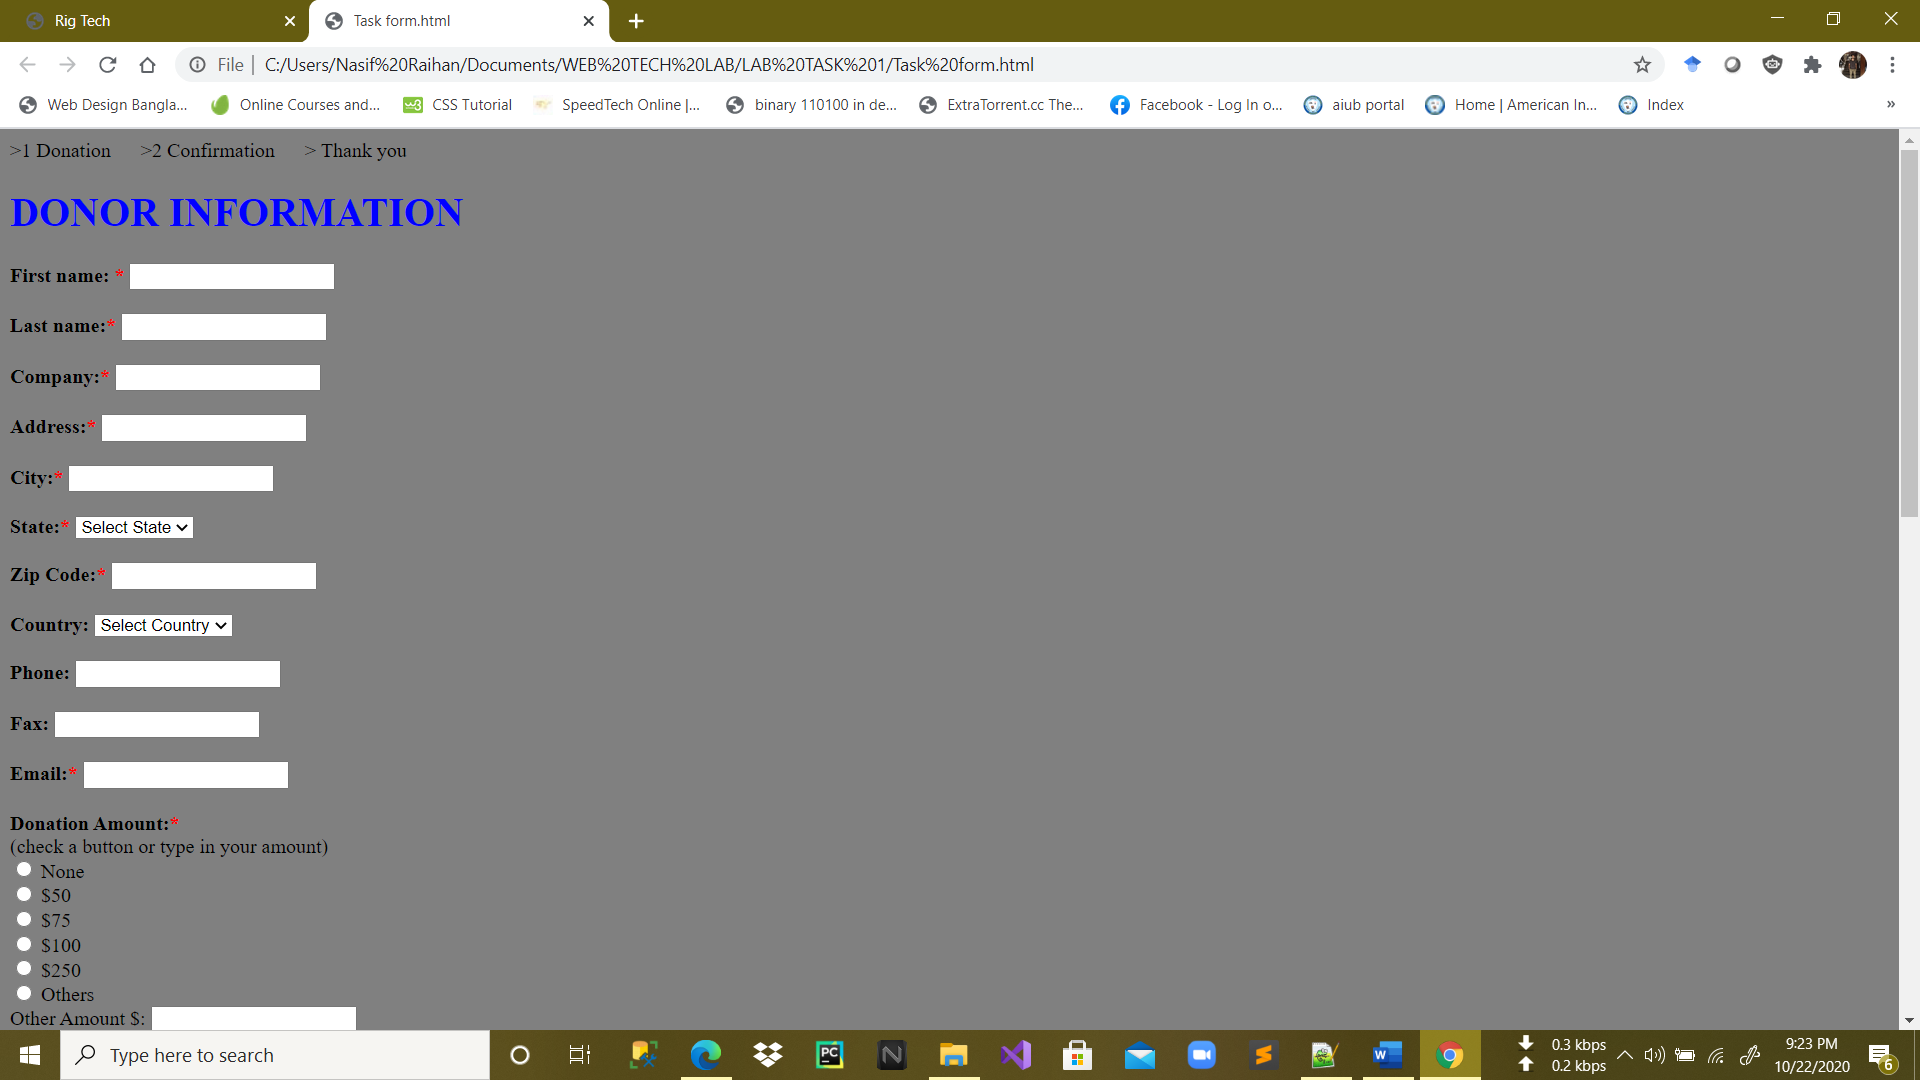 Rig Tech
Task form.html
File | C:/Users/Nasif%20Raihan/Documents/WEB%20TECH%20LAB/LAB%20TASK%201/Task%20form.html
Web Design Bangla... Online Courses and... CSS Tutorial SpeedTech Online |... binary 110100 in de... ExtraTorrent.cc The... Facebook - Log In o... aiub portal Home | American In... Index »
>1 Donation >2 Confirmation > Thank you
DONOR INFORMATION
First name: *
Last name:*
Company:*
Address:*
City:*
State:* Select State
Zip Code:*
Country: Select Country
Phone:
Fax:
Email:*
Donation Amount:*
(check a button or type in your amount)
None
$50
$75
$100
$250
Others
Other Amount $:
Type here to search
0.3 kbps
0.2 kbps
9:23 PM
10/22/2020
6